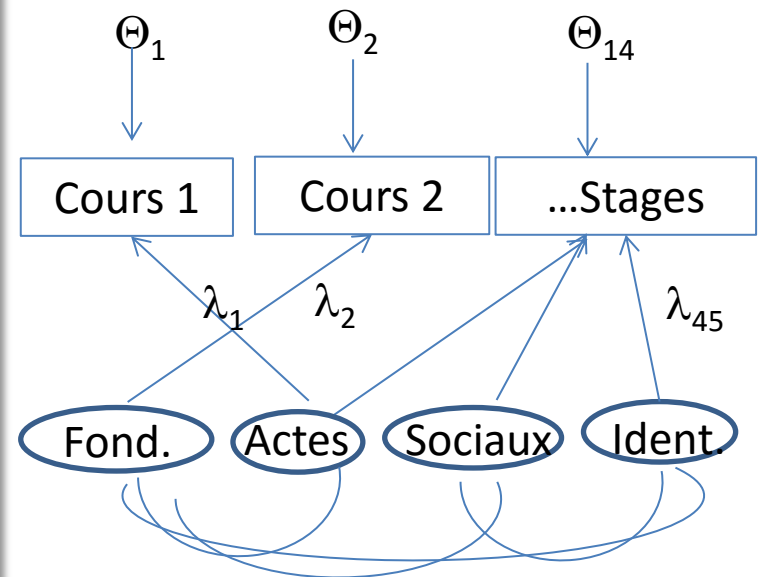 Θ1 Θ2 Θ14
Cours 1 Cours 2 ...Stages
λ1 λ2 λ45
Fond. Actes Sociaux Ident.